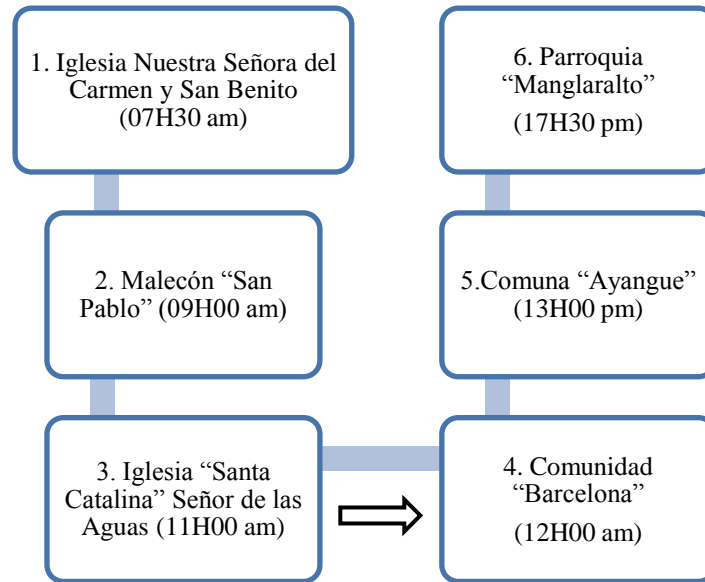 1. Iglesia Nuestra Señora del
Carmen y San Benito
(07H30 am)
2. Malecón “San
Pablo” (09H00 am)
3. Iglesia “Santa
Catalina” Señor de las
Aguas (11H00 am)
4. Comunidad
“Barcelona”
(12H00 am)
5.Comuna “Ayangue”
(13H00 pm)
6. Parroquia
“Manglaralto”
(17H30 pm)